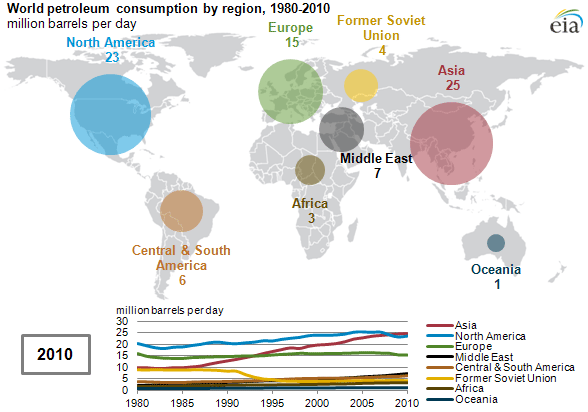 World petroleum consumption by region, 1980-2010
million barrels per day
eia
North America
23
Europe
15
Former Soviet
Union
4
Asia
25
Middle East
7
Africa
3
Central & South
America
6
Oceania
1
2010
million barrels per day
30
25
20
15
10
5
0
1980
1985
1990
1995
2000
2005
2010
Asia
North America
Europe
Middle East
Central & South America
Former Soviet Union
Africa
Oceania